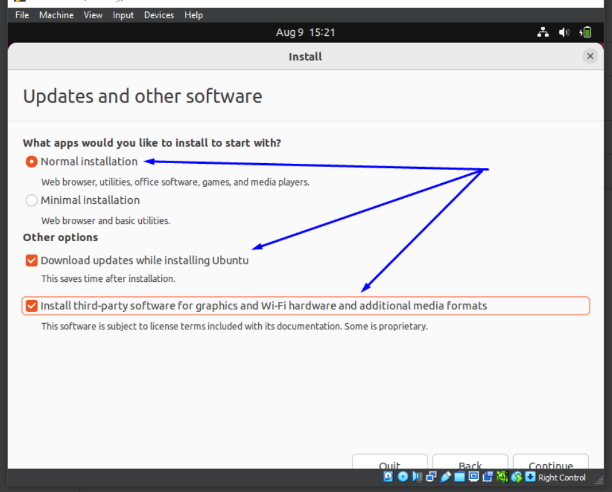 File Machine View Input Devices Help
Aug 9 15:21
Install
Updates and other software
What apps would you like to install to start with?
Normal installation
Web browser, utilities, office software, games, and media players.
Minimal installation
Web browser and basic utilities.
Other options
Download updates while installing Ubuntu
This saves time after installation.
Install third-party software for graphics and Wi-Fi hardware and additional media formats
This software is subject to license terms included with its documentation. Some is proprietary.
Quit Back Continue
Right Control